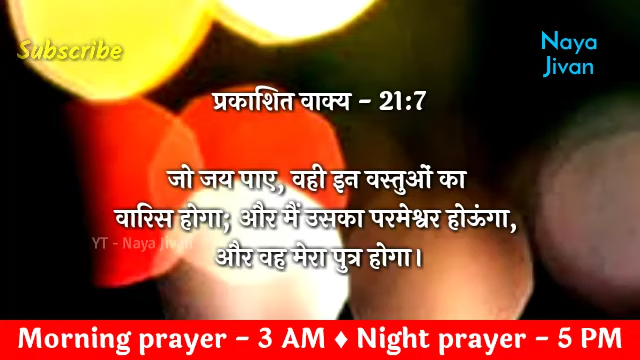 Subscribe
Naya
Jivan
प्रकाशित वाक्य - 21:7
जो जय पाए, वही इन वस्तुओं का
वारिस होगा; और मैं उसका परमेश्वर होऊंगा,
YT - Naya Jivan
और वह मेरा पुत्र होगा।
Morning prayer - 3 AM ♦ Night prayer - 5 PM